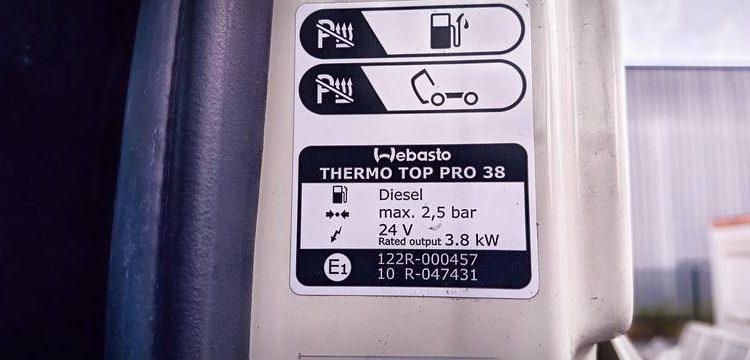 P
P
Webasto
THERMO TOP PRO 38
Diesel
max. 2,5 bar
24 V
Rated output 3.8 kW
E1 122R-000457
10 R-047431